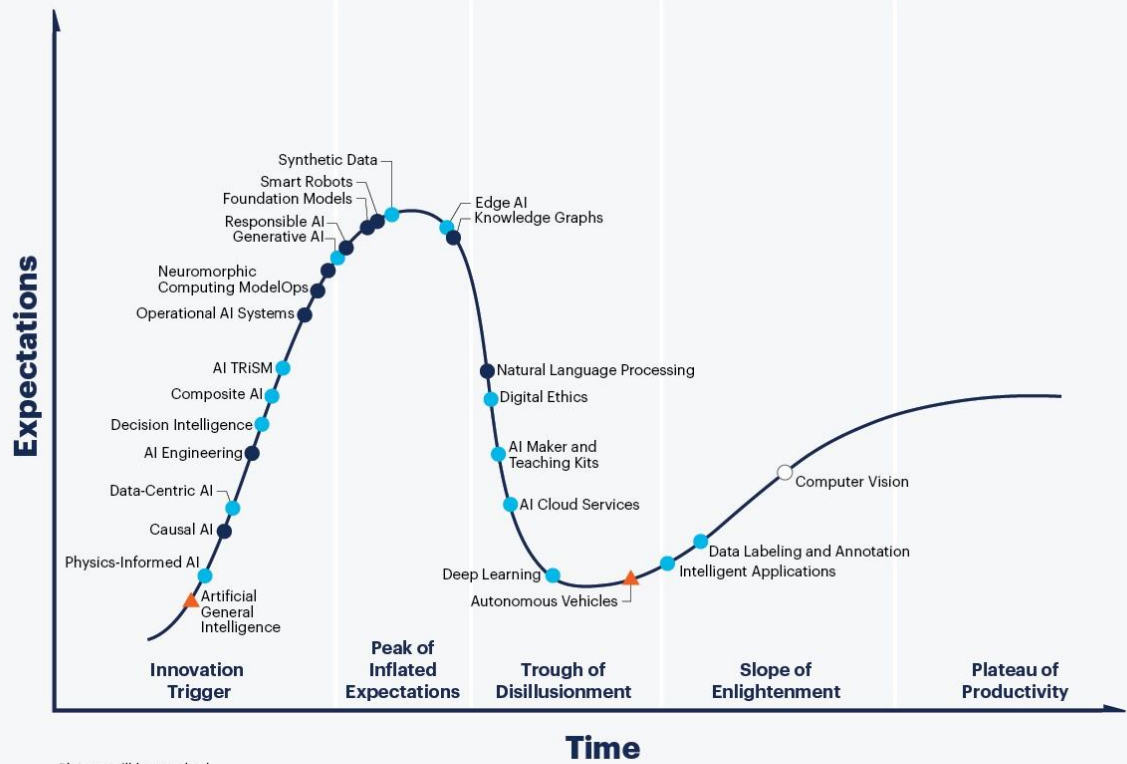 Expectations
Synthetic Data
Smart Robots
Foundation Models
Responsible AI
Generative AI
Neuromorphic
Computing ModelOps
Operational AI Systems
AI TRiSM
Composite AI
Decision Intelligence
AI Engineering
Data-Centric AI
Causal AI
Physics-Informed AI
Artificial
General
Intelligence
Edge AI
Knowledge Graphs
Natural Language Processing
Digital Ethics
AI Maker and
Teaching Kits
AI Cloud Services
Deep Learning
Autonomous Vehicles
Computer Vision
Data Labeling and Annotation
Intelligent Applications
Innovation
Trigger
Peak of
Inflated
Expectations
Trough of
Disillusionment
Slope of
Enlightenment
Plateau of
Productivity
Time